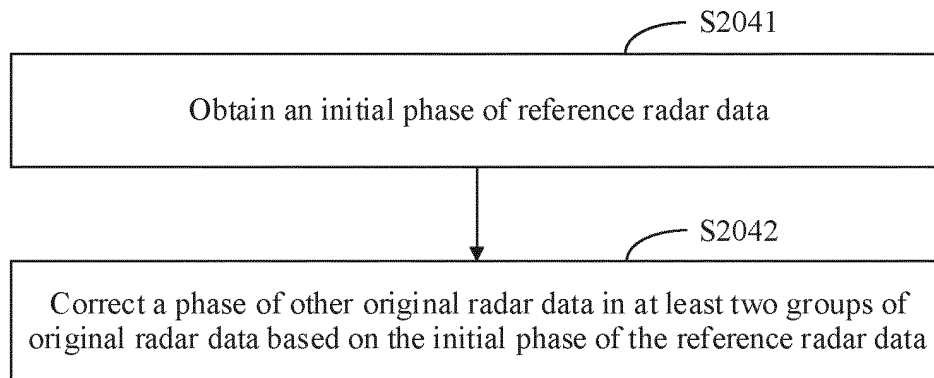 S2041
Obtain an initial phase of reference radar data
S2042
Correct a phase of other original radar data in at least two groups of
original radar data based on the initial phase of the reference radar data